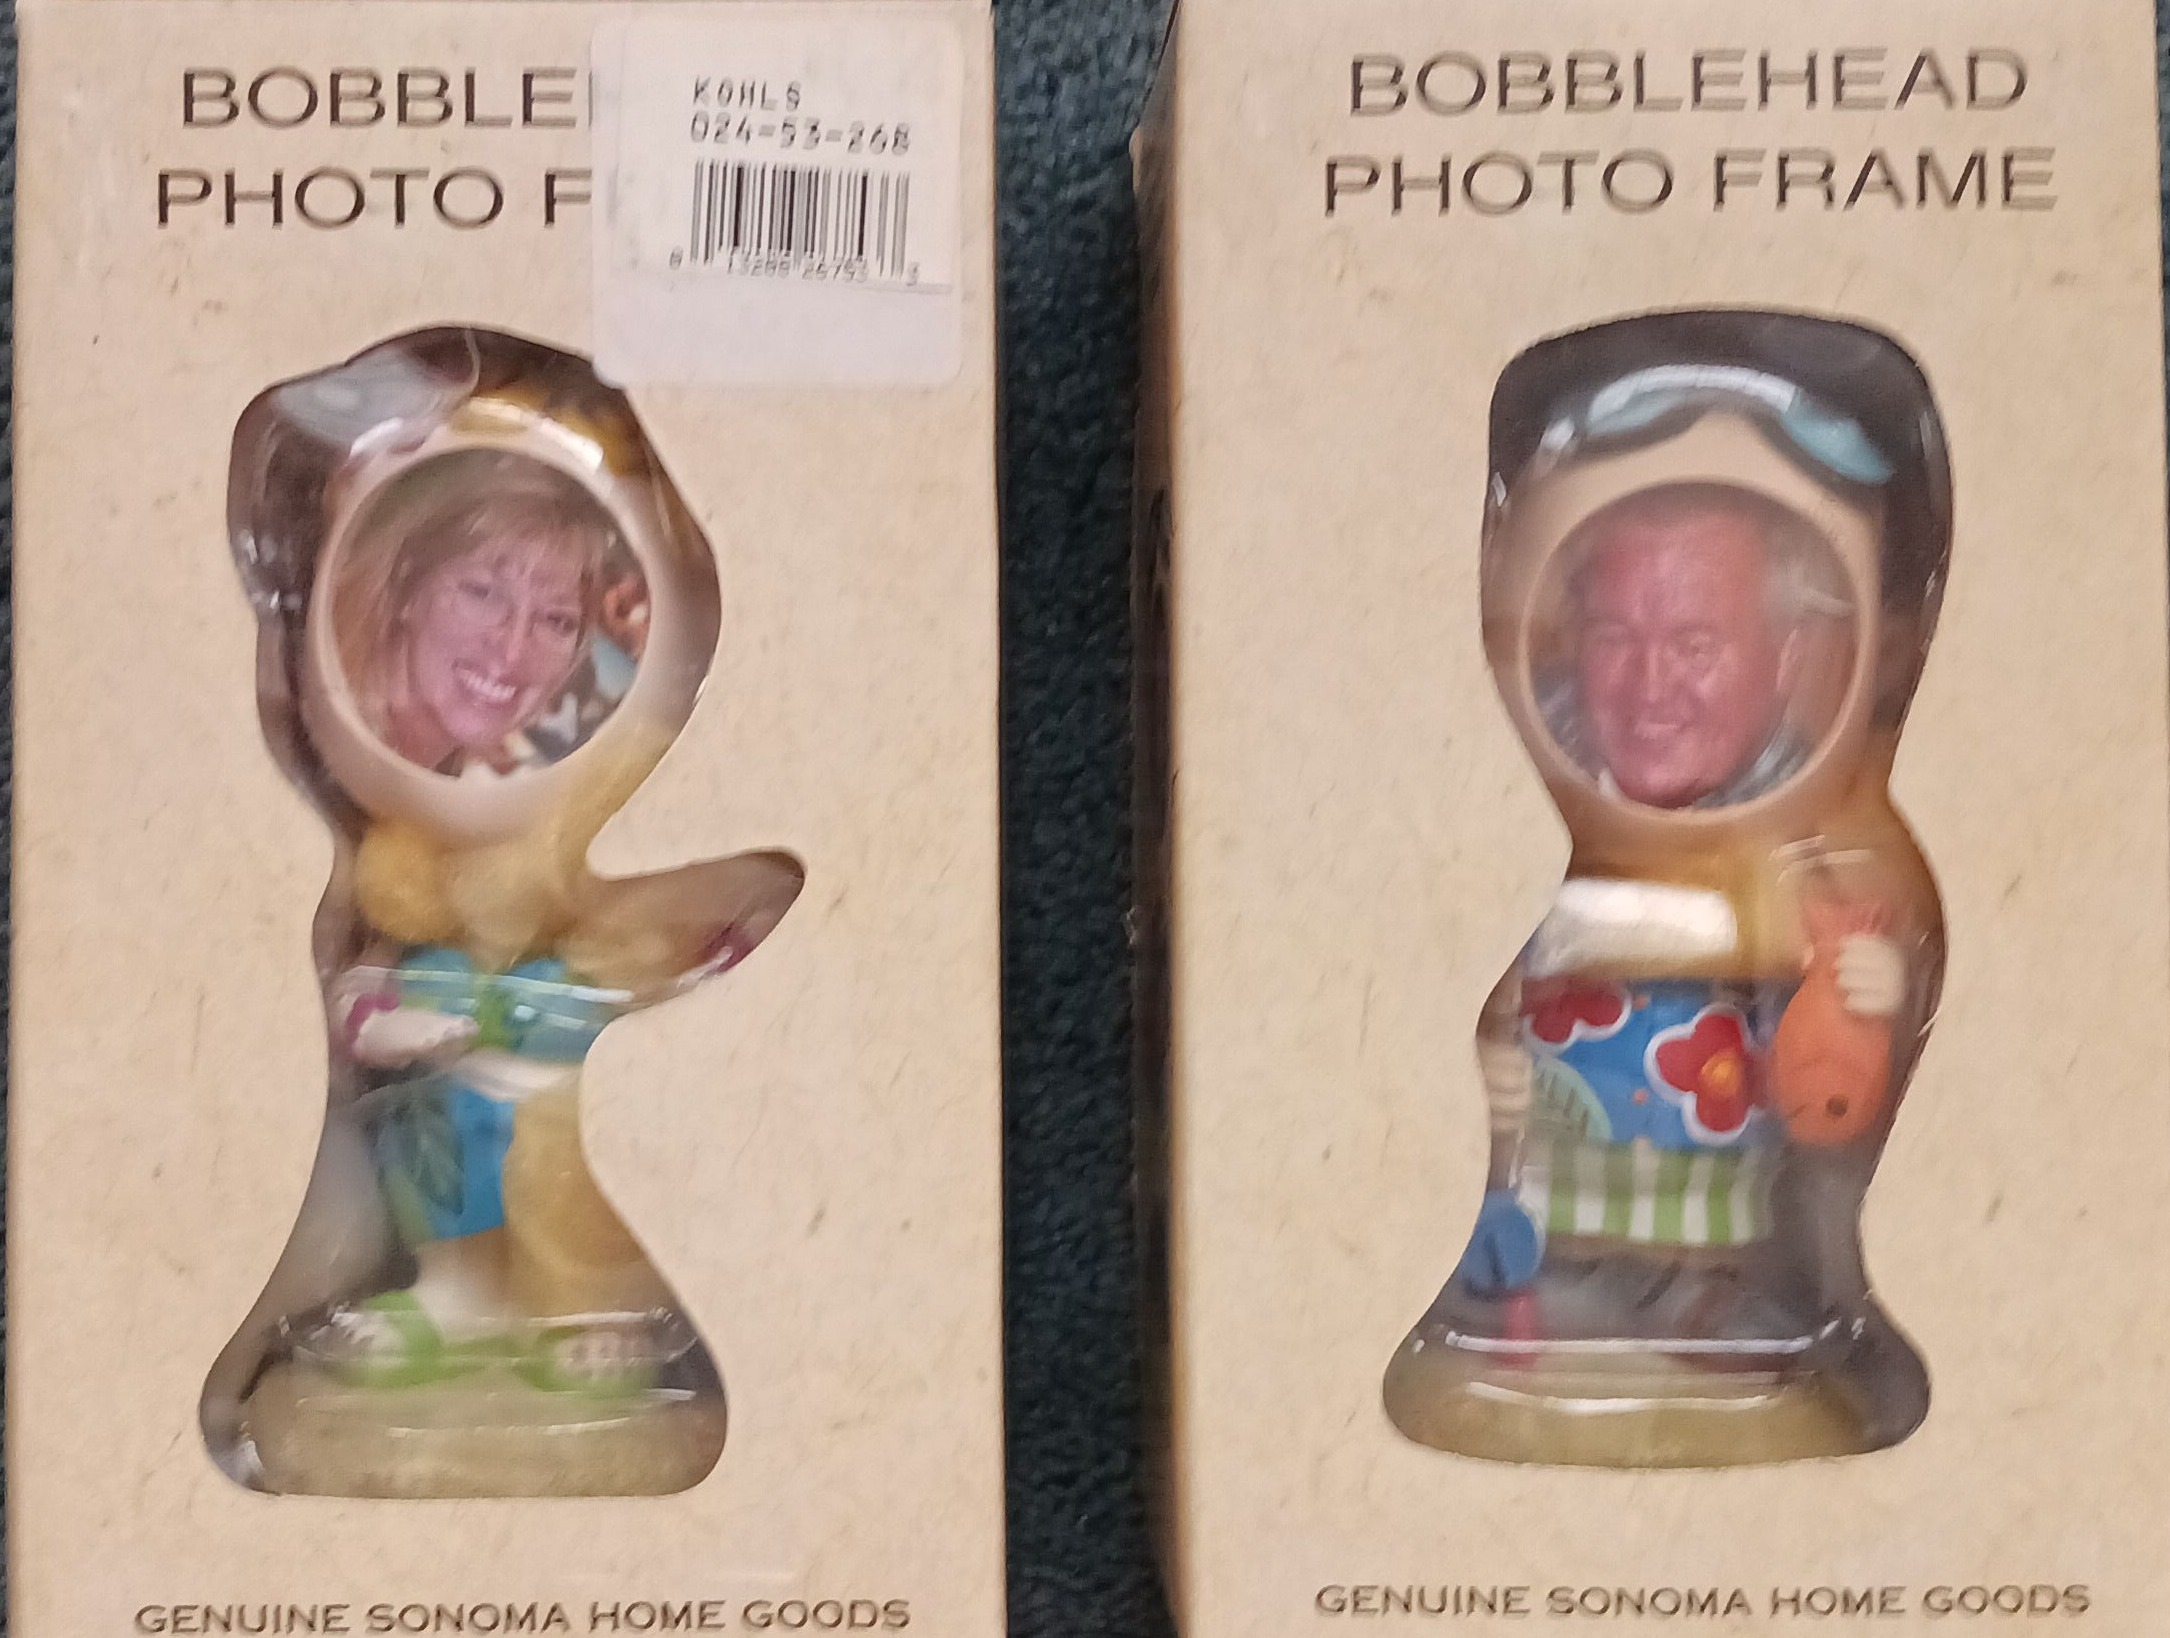 BOBBLE
PHOTO F
KOHLS
024-53-268
GENUINE SONOMA HOME GOODS
BOBBLEHEAD
PHOTO FRAME
GENUINE SONOMA HOME GOODS